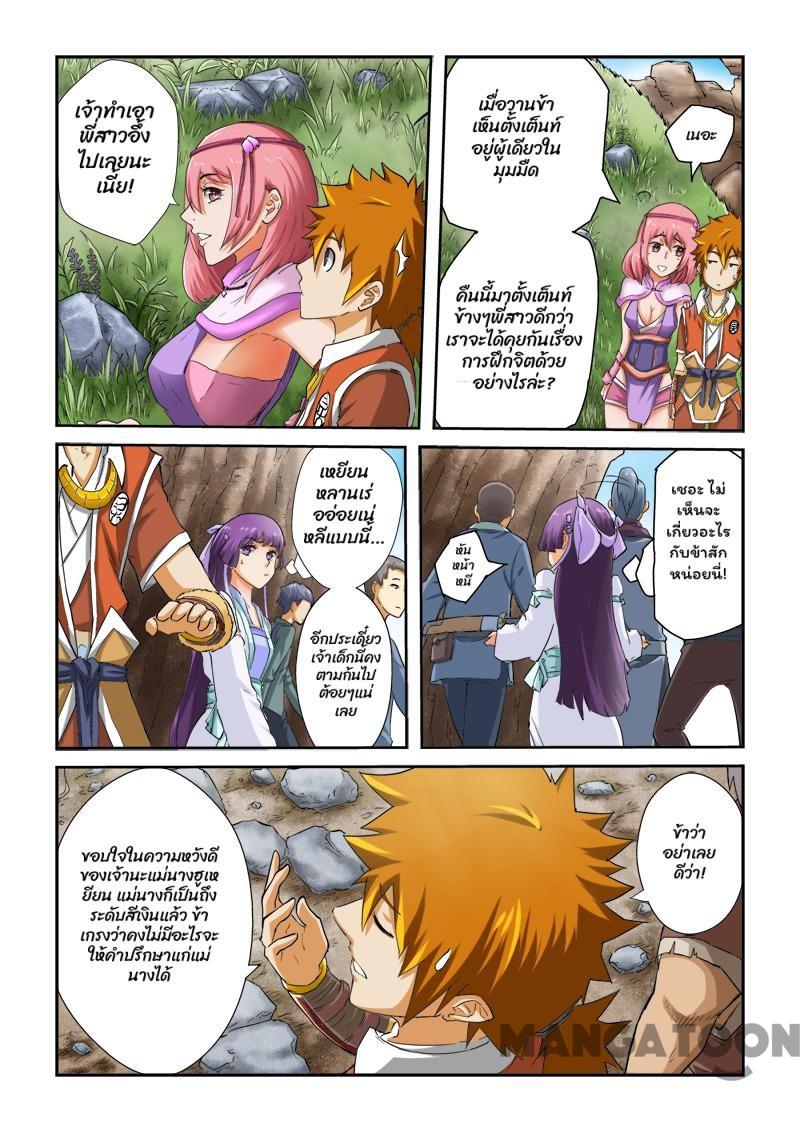 เจ้าทำเอา
พี่สาวอึ้ง
ไปเลยนะ
เนี่ย!
เมื่อวานข้า
เห็นตั้งเต็นท์
อยู่ผู้เดียวใน
มุมมืด
เนอะ
คืนนี้มาตั้งเต็นท์
ข้างๆพี่สาวดีกว่า
เราจะได้คุยกันเรื่อง
การฝึกจิตด้วย
อย่างไรล่ะ?
เหยียน
หลานเร่
ออ่อยเน่
หลีแบบนี้...
อีกประเดี๋ยว
เจ้าเด็กนี่คง
ตามก้นไป
ต้อยๆแน่
เลย
หัน
หน้า
หนี
เชอะ ไม่
เห็นจะ
เกี่ยวอะไร
กับข้าสัก
หน่อยนี่!
ขอบใจในความหวังดี
ของเจ้านะแม่นางฮูเห
ยียน แม่นางก็เป็นถึง
ระดับสีเงินแล้ว ข้า
เกรงว่าคงไม่มีอะไรจะ
ให้คำปรึกษาแก่แม่
นางได้
ข้าว่า
อย่าเลย
ดีว่า!
MANGATOON